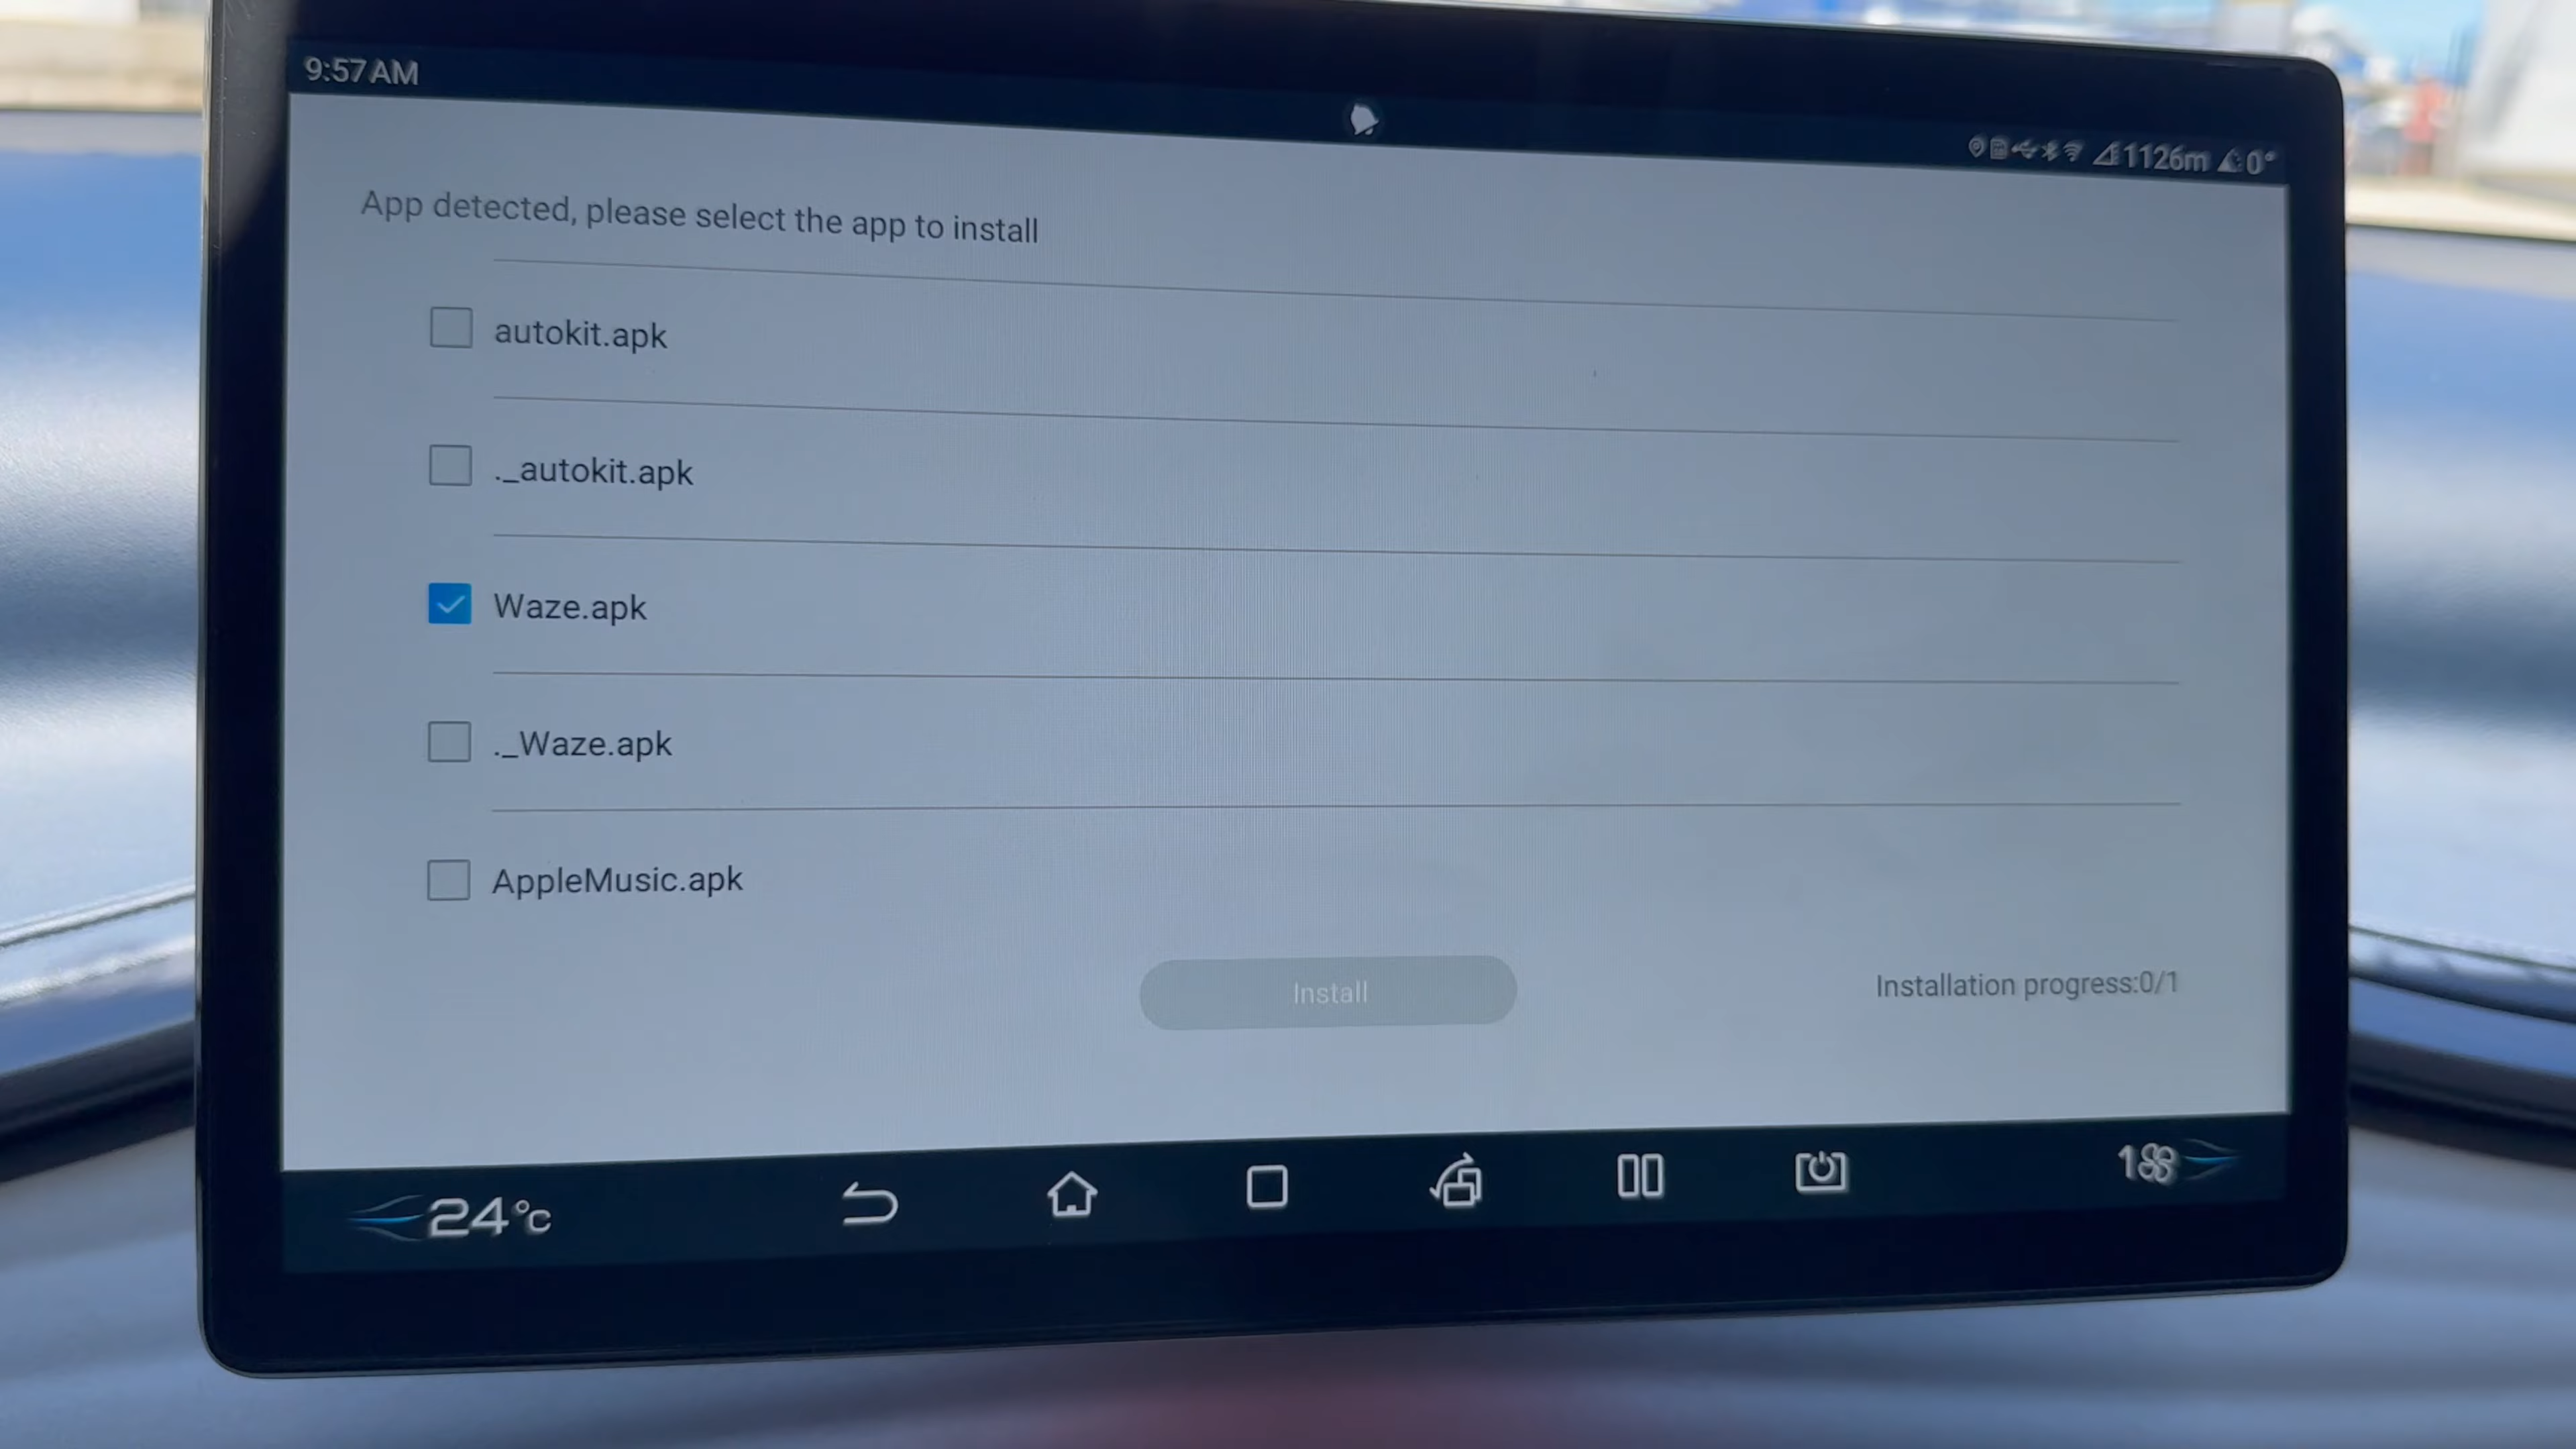 9:57AM
1126m 0°
App detected, please select the app to install
autokit.apk
._autokit.apk
Waze.apk
._Waze.apk
AppleMusic.apk
Install
Installation progress:0/1
24°C
1